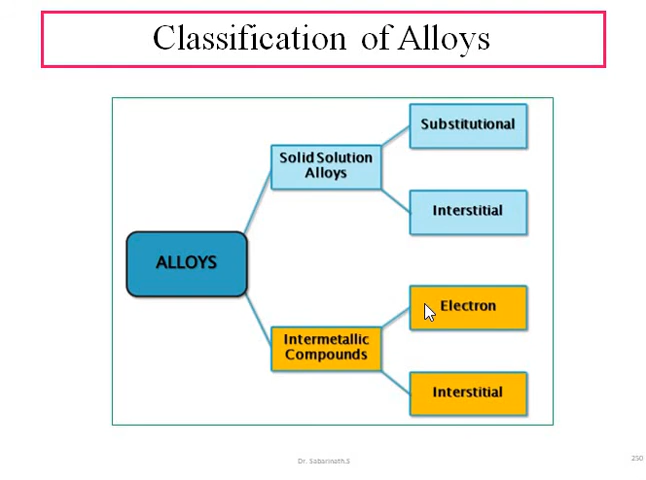 Classification of Alloys
Substitutional
Solid Solution
Alloys
Interstitial
ALLOYS
Electron
Intermetallic
Compounds
Interstitial
Dr. Sabarinath.S
250